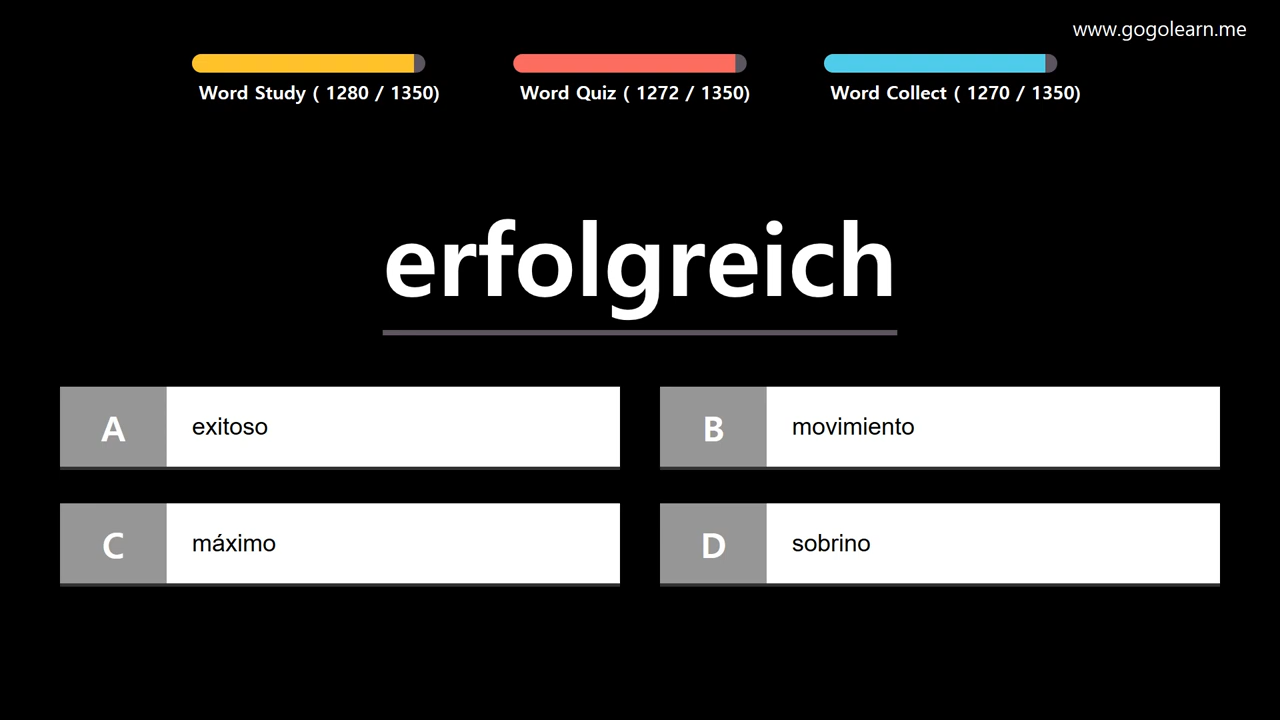 www.gogolearn.me
Word Study ( 1280 / 1350)
Word Quiz ( 1272 / 1350)
Word Collect ( 1270 / 1350)
erfolgreich
A
exitoso
B
movimiento
C
máximo
D
sobrino